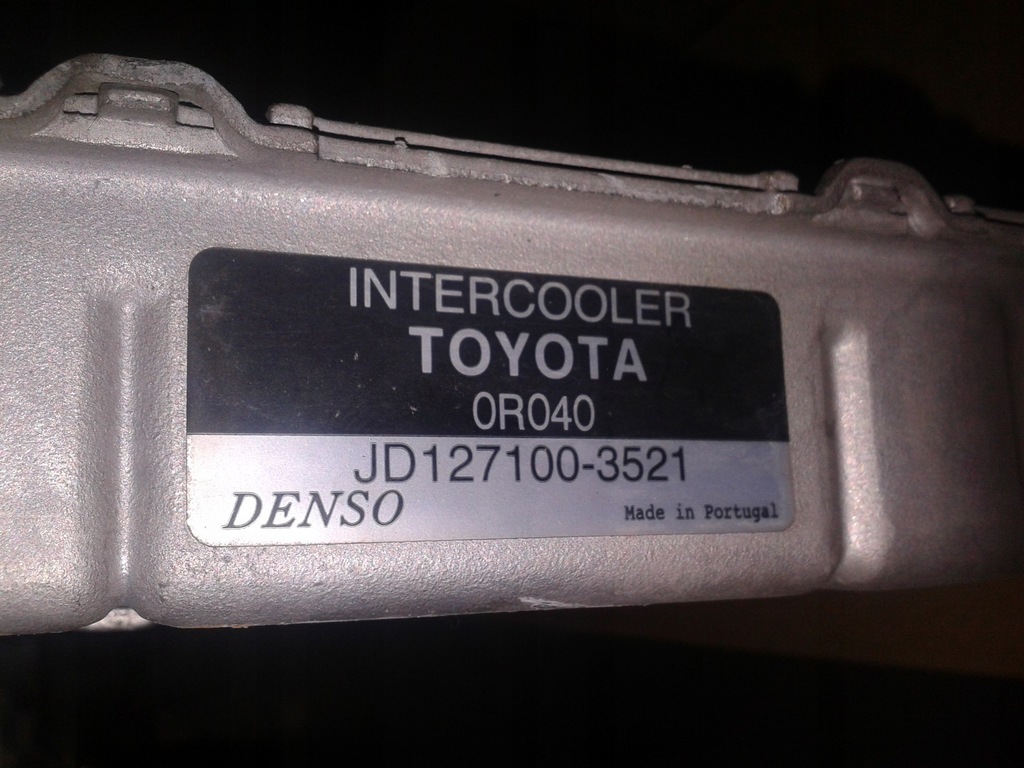 INTERCOOLER
TOYOTA
0R040
JD127100-3521
DENSO Made in Portugal